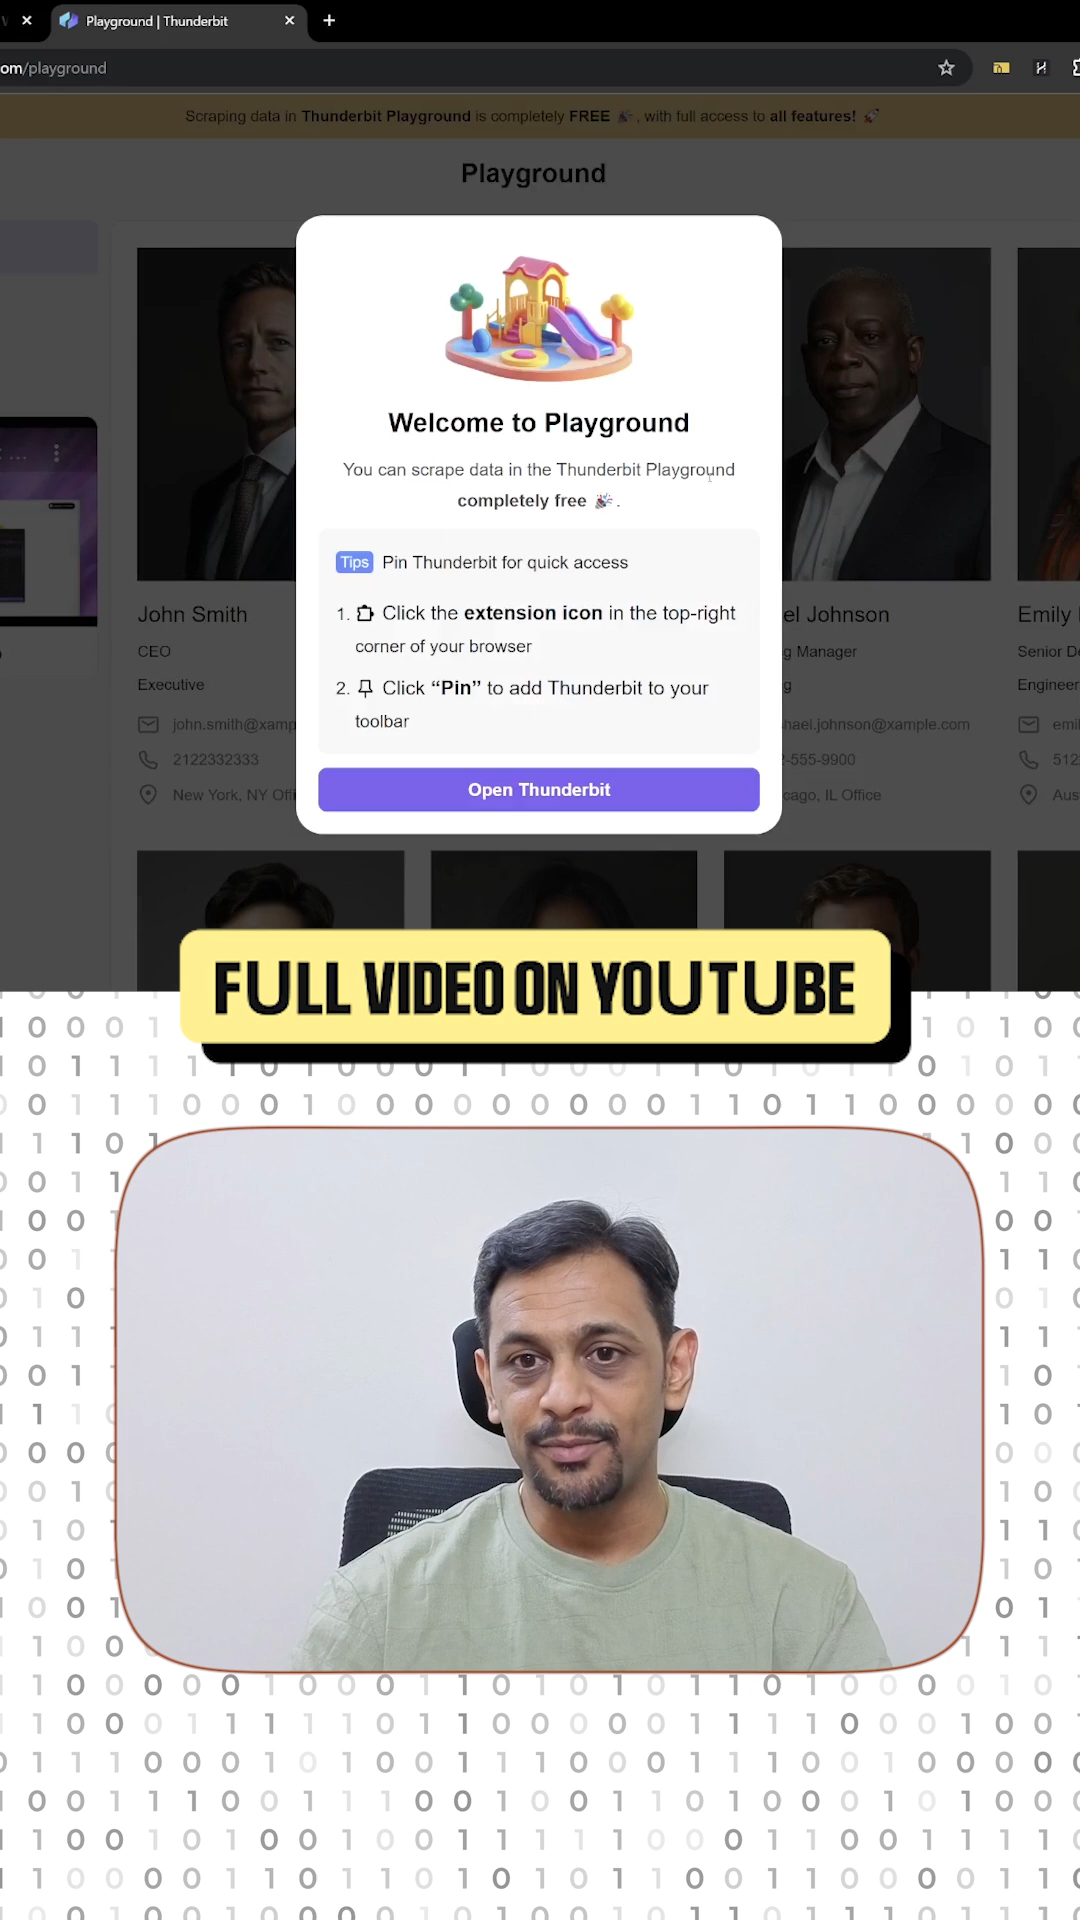 Playground | Thunderbit
om/playground
Scraping data in Thunderbit Playground is completely FREE 🎉, with full access to all features! 🚀
Playground
Welcome to Playground
You can scrape data in the Thunderbit Playground
completely free 🎉.
Tips Pin Thunderbit for quick access
1. Click the extension icon in the top-right
corner of your browser
2. Click “Pin” to add Thunderbit to your
toolbar
Open Thunderbit
John Smith
CEO
Executive
john.smith@xamp
2122332333
New York, NY Offi
el Johnson
g Manager
g
hael.johnson@xample.com
2-555-9900
cago, IL Office
Emily
Senior De
Engineer
emil
512
Aus
FULL VIDEO ON YOUTUBE